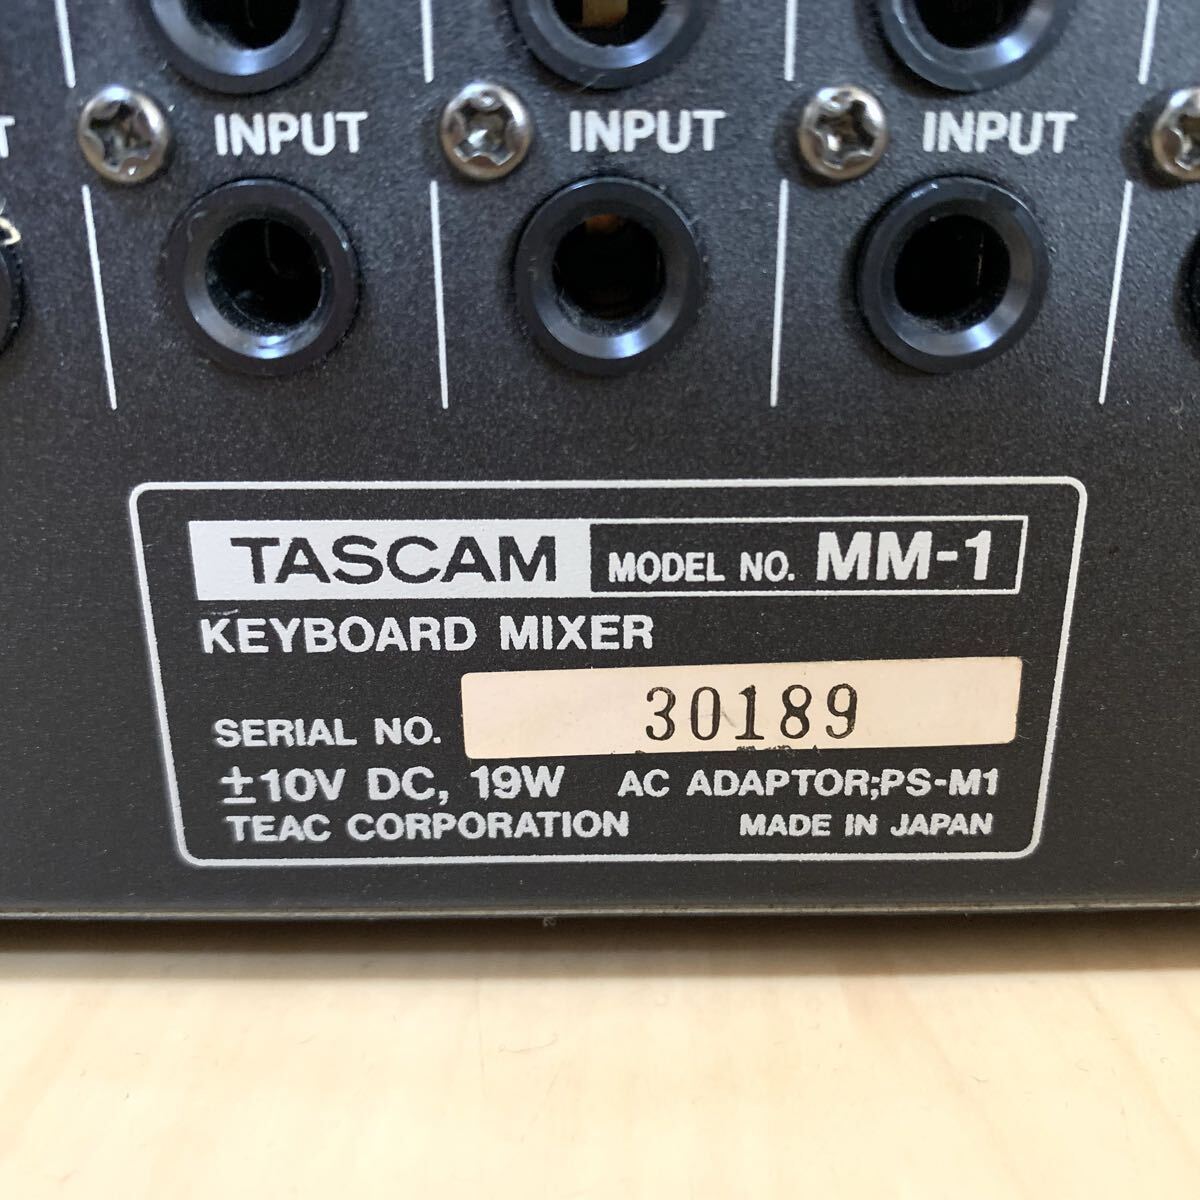 INPUT INPUT INPUT
TASCAM MODEL NO. MM-1
KEYBOARD MIXER
SERIAL NO. 30189
±10V DC, 19W AC ADAPTOR;PS-M1
TEAC CORPORATION MADE IN JAPAN